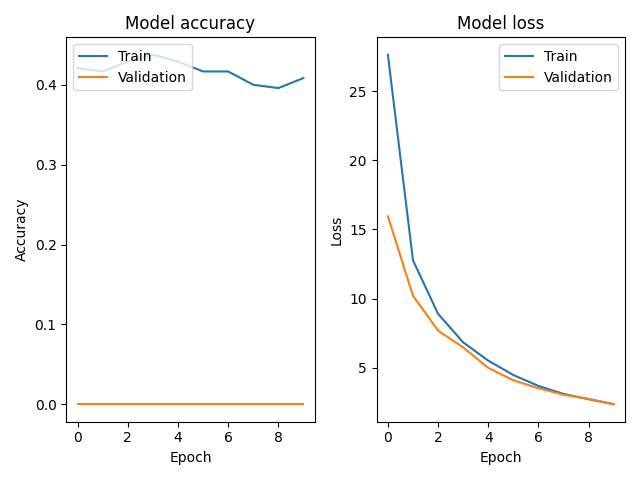 Model accuracy
Train
Validation
0.4
0.3
0.2
0.1
0.0
Accuracy
0 2 4 6 8
Epoch
Model loss
Train
Validation
25
20
15
10
5
Loss
0 2 4 6 8
Epoch